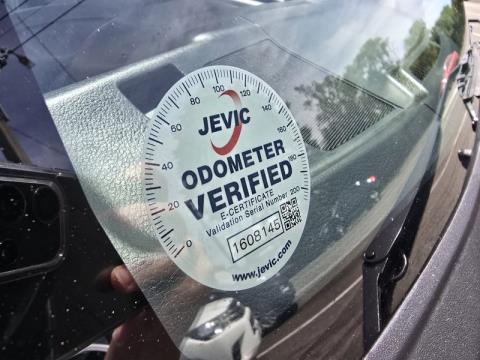 0 20 40 60 80 100 120 140 160 180 200
JEVIC
ODOMETER
VERIFIED
E-CERTIFICATE
Validation Serial Number
1608145
www.jevic.com